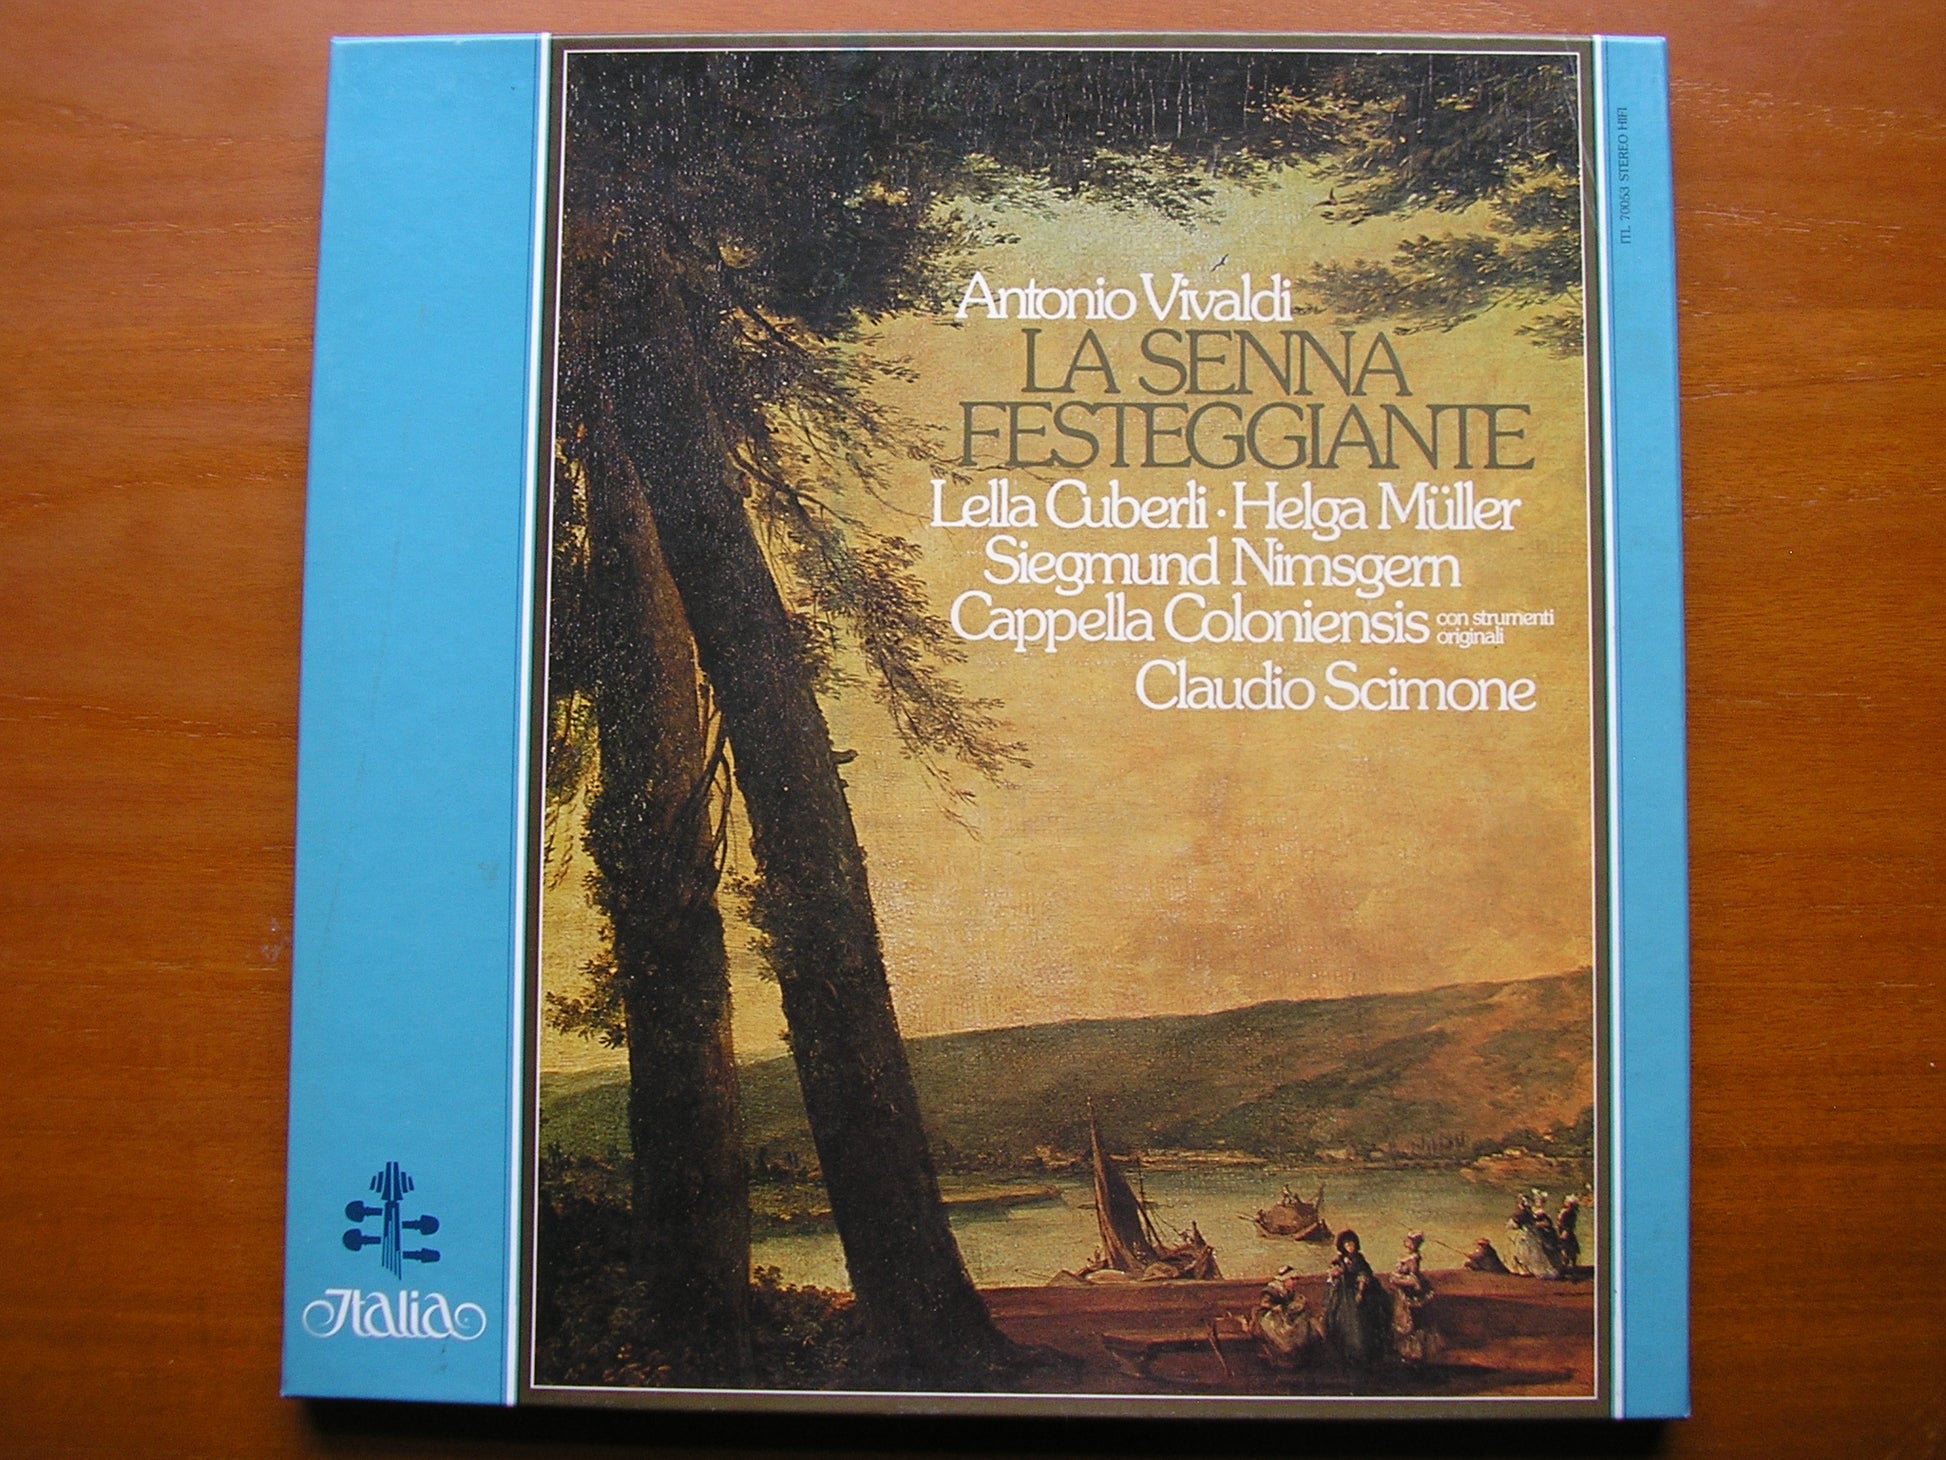 Antonio Vivaldi
LA SENNA
FESTEGGIANTE
Lella Cuberli · Helga Müller
Siegmund Nimsgern
Cappella Coloniensis con strumenti
originali
Claudio Scimone
ITL 70053 STEREO HIFI
Italia